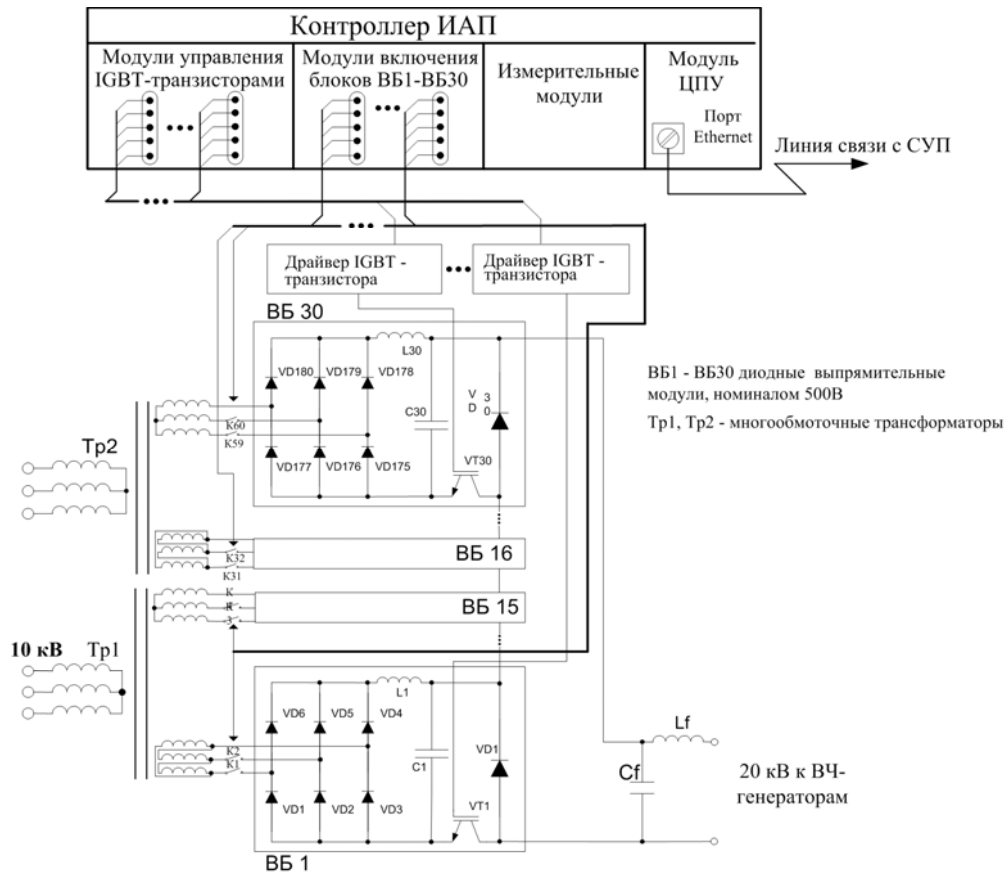 Контроллер ИАП
Модули управления
IGBT-транзисторами
Модули включения
блоков ВБ1-ВБ30
Измерительные
модули
Модуль
ЦПУ
Порт
Ethernet
Линия связи с СУП
Драйвер IGBT -
транзистора
Драйвер IGBT -
транзистора
ВБ 30
L30
VD180
VD179
VD178
C30
V
D
3
0
K60
K59
VD177
VD176
VD175
VT30
ВБ1 - ВБ30 диодные выпрямительные
модули, номиналом 500В
Тр1, Тр2 - многообмоточные трансформаторы
Тр2
K32
K31
ВБ 16
K
3
ВБ 15
10 кВ
Тр1
L1
VD6
VD5
VD4
K2
K1
C1
VD1
VD1
VD2
VD3
VT1
ВБ 1
Lf
Cf
20 кВ к ВЧ-
генераторам